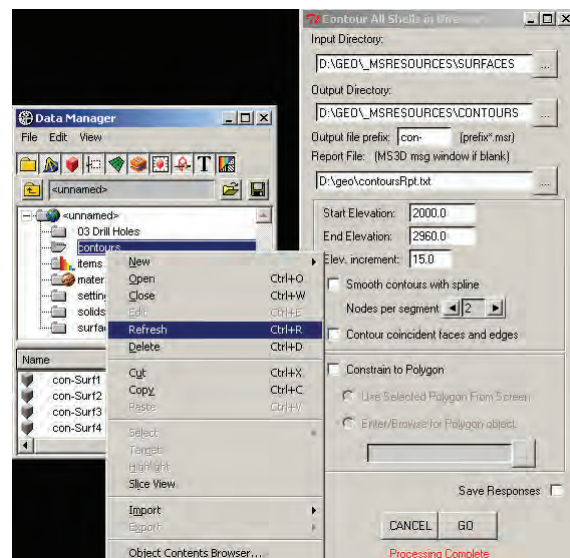 Contour All Shells in Directory
Input Directory:
D:\GEO\_MSRESOURCES\SURFACES
...
Output Directory:
D:\GEO\_MSRESOURCES\CONTOURS
...
Output file prefix: con- (prefix*.msr)
Report File: (MS3D msg window if blank)
D:\geo\contoursRpt.txt
...
Start Elevation: 2000.0
End Elevation: 2960.0
Elev. increment: 15.0
Smooth contours with spline
Nodes per segment 2
Contour coincident faces and edges
Constrain to Polygon
Use Selected Polygon From Screen
Enter/Browse for Polygon object:
Save Responses
CANCEL GO
Processing Complete
Data Manager
File Edit View
T
<unnamed>
<unnamed>
03 Drill Holes
contours
items
mater
settin
solids
surfa
Name
con-Surf1
con-Surf2
con-Surf3
con-Surf4
New
Open Ctrl+O
Close Ctrl+W
Edit Ctrl+E
Refresh Ctrl+R
Delete Ctrl+D
Cut Ctrl+X
Copy Ctrl+C
Paste Ctrl+V
Select
Target
Highlight
Slice View
Import
Export
Object Contents Browser...